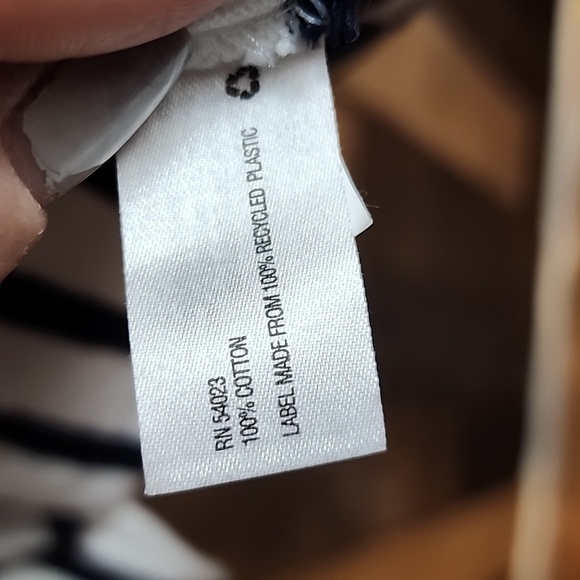 RN 54023
100% COTTON
LABEL MADE FROM 100% RECYCLED PLASTIC